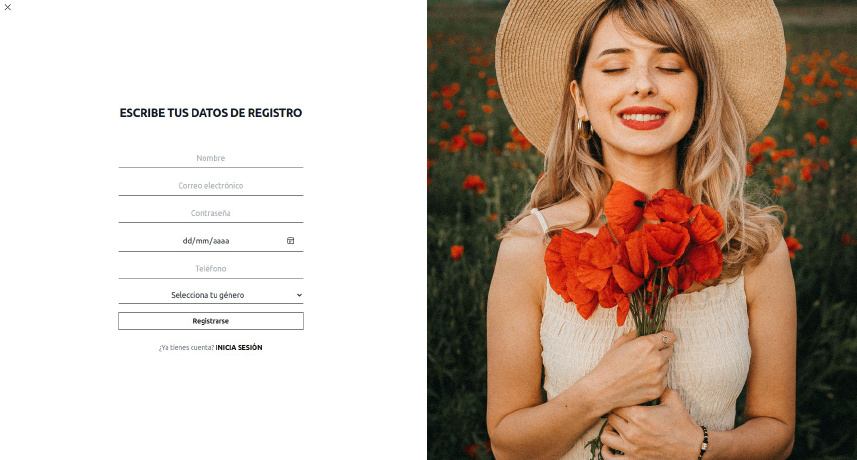 ESCRIBE TUS DATOS DE REGISTRO
Nombre
Correo electrónico
Contraseña
dd/mm/aaaa
Teléfono
Selecciona tu género
Registrarse
¿Ya tienes cuenta? INICIA SESIÓN